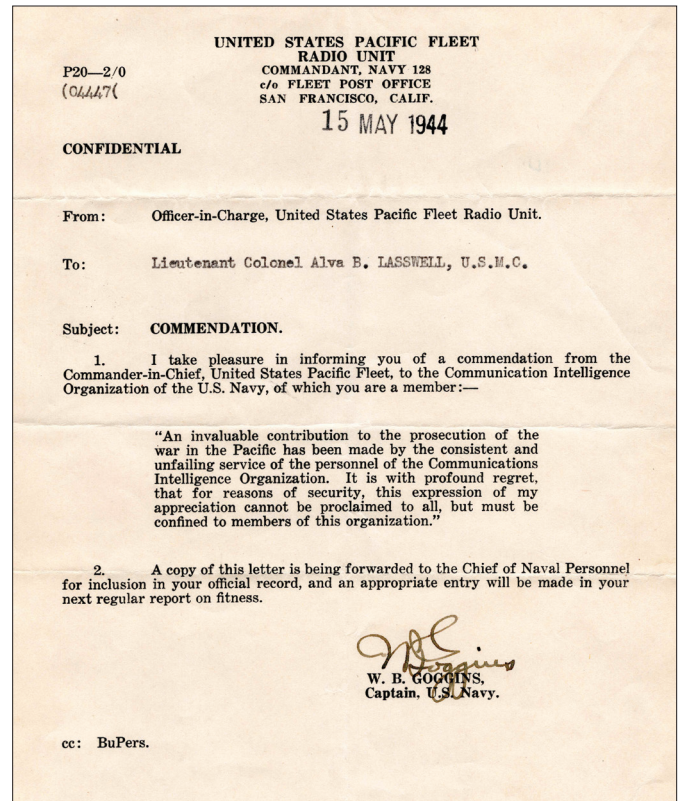 UNITED STATES PACIFIC FLEET
RADIO UNIT
COMMANDANT, NAVY 128
c/o FLEET POST OFFICE
SAN FRANCISCO, CALIF.
P20—2/0
(04447(
15 MAY 1944
CONFIDENTIAL
From: Officer-in-Charge, United States Pacific Fleet Radio Unit.
To: Lieutenant Colonel Alva B. LASSWELL, U.S.M.C.
Subject: COMMENDATION.
1. I take pleasure in informing you of a commendation from the
Commander-in-Chief, United States Pacific Fleet, to the Communication Intelligence
Organization of the U.S. Navy, of which you are a member:—
“An invaluable contribution to the prosecution of the
war in the Pacific has been made by the consistent and
unfailing service of the personnel of the Communications
Intelligence Organization. It is with profound regret,
that for reasons of security, this expression of my
appreciation cannot be proclaimed to all, but must be
confined to members of this organization.”
2. A copy of this letter is being forwarded to the Chief of Naval Personnel
for inclusion in your official record, and an appropriate entry will be made in your
next regular report on fitness.
W B Goggins
W. B. GOGGINS,
Captain, U.S. Navy.
cc: BuPers.